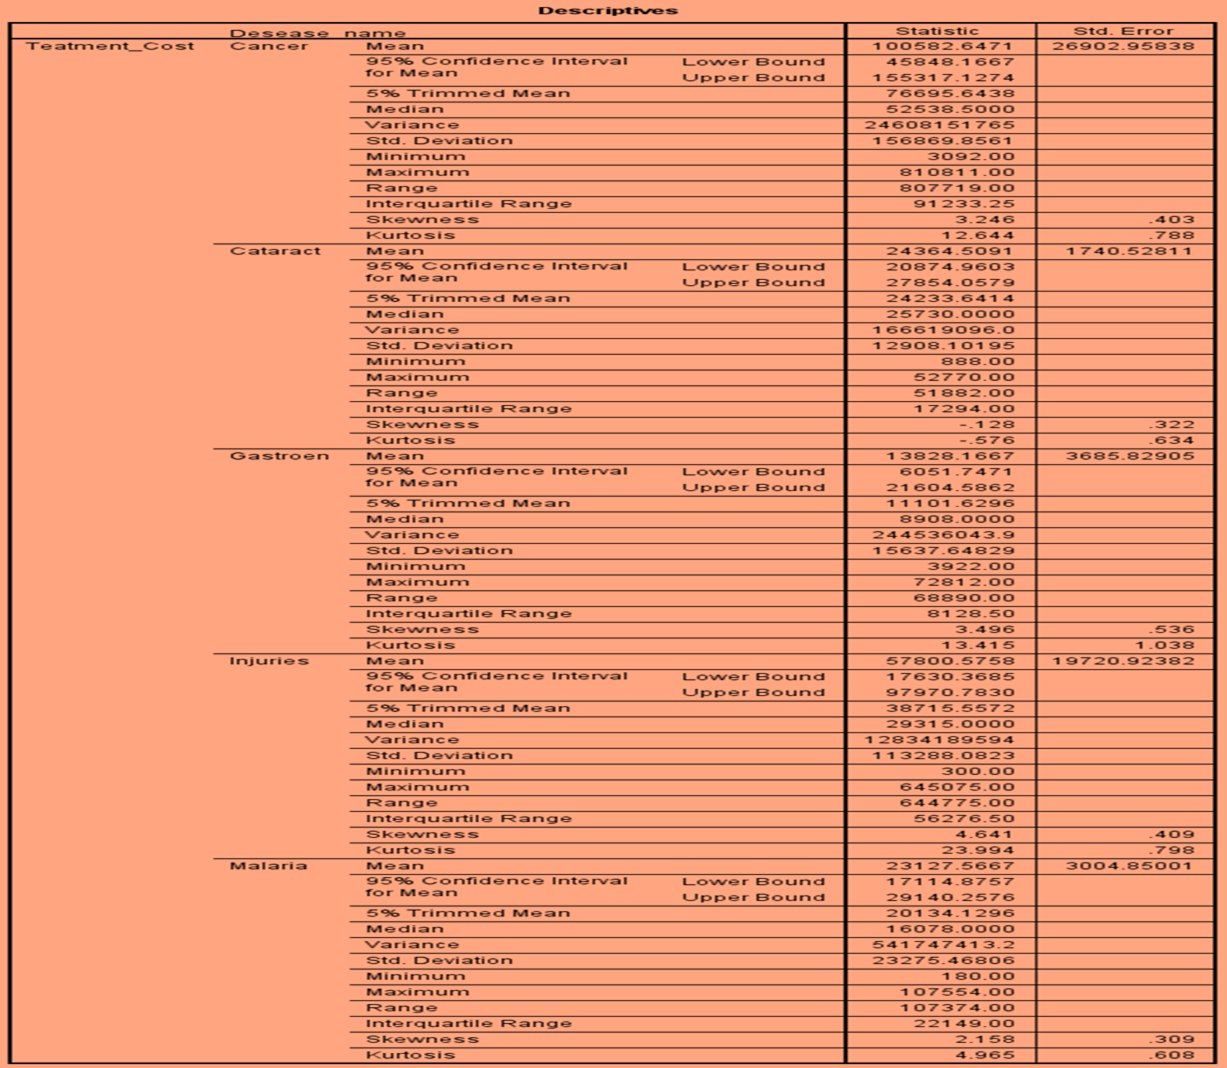 Descriptives
Desease_name Statistic Std. Error
Teatment_Cost Cancer Mean 100582.6471 26902.95838
95% Confidence Interval for Mean Lower Bound 45848.1667
Upper Bound 155317.1274
5% Trimmed Mean 76695.6438
Median 52538.5000
Variance 24608151765
Std. Deviation 156869.8561
Minimum 3092.00
Maximum 810811.00
Range 807719.00
Interquartile Range 91233.25
Skewness 3.246 .403
Kurtosis 12.644 .788
Cataract Mean 24364.5091 1740.52811
95% Confidence Interval for Mean Lower Bound 20874.9603
Upper Bound 27854.0579
5% Trimmed Mean 24233.6414
Median 25730.0000
Variance 166619096.0
Std. Deviation 12908.10195
Minimum 888.00
Maximum 52770.00
Range 51882.00
Interquartile Range 17294.00
Skewness -.128 .322
Kurtosis -.576 .634
Gastroen Mean 13828.1667 3685.82905
95% Confidence Interval for Mean Lower Bound 6051.7471
Upper Bound 21604.5862
5% Trimmed Mean 11101.6296
Median 8908.0000
Variance 244536043.9
Std. Deviation 15637.64829
Minimum 3922.00
Maximum 72812.00
Range 68890.00
Interquartile Range 8128.50
Skewness 3.496 .536
Kurtosis 13.415 1.038
Injuries Mean 57800.5758 19720.92382
95% Confidence Interval for Mean Lower Bound 17630.3685
Upper Bound 97970.7830
5% Trimmed Mean 38715.5572
Median 29315.0000
Variance 12834189594
Std. Deviation 113288.0823
Minimum 300.00
Maximum 645075.00
Range 644775.00
Interquartile Range 56276.50
Skewness 4.641 .409
Kurtosis 23.994 .798
Malaria Mean 23127.5667 3004.85001
95% Confidence Interval for Mean Lower Bound 17114.8757
Upper Bound 29140.2576
5% Trimmed Mean 20134.1296
Median 16078.0000
Variance 541747413.2
Std. Deviation 23275.46806
Minimum 180.00
Maximum 107554.00
Range 107374.00
Interquartile Range 22149.00
Skewness 2.158 .309
Kurtosis 4.965 .608